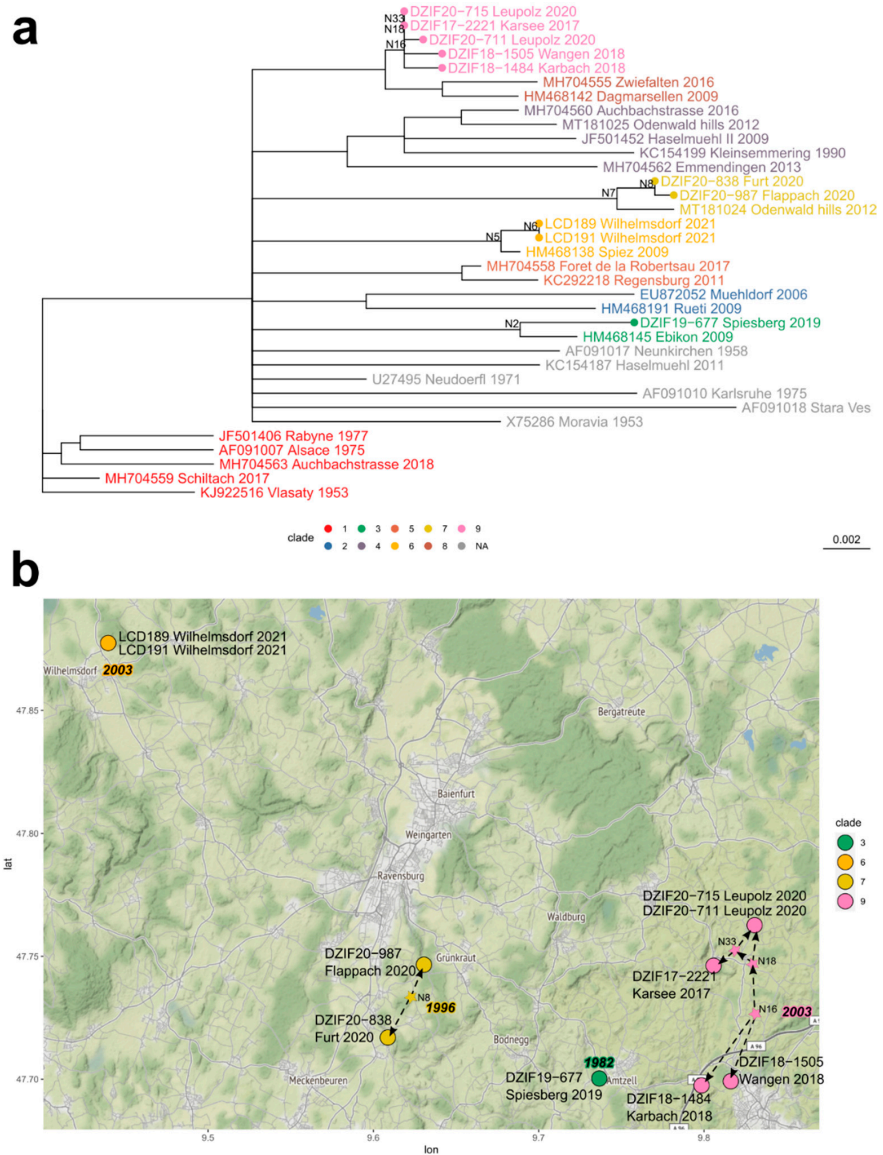 a
N33
DZIF20-715 Leupolz 2020
DZIF17-2221 Karsee 2017
N18
DZIF20-711 Leupolz 2020
N16
DZIF18-1505 Wangen 2018
DZIF18-1484 Karbach 2018
MH704555 Zwiefalten 2016
HM468142 Dagmarsellen 2009
MH704560 Auchbachstrasse 2016
MT181025 Odenwald hills 2012
JF501452 Haselmuehl II 2009
KC154199 Kleinsemmering 1990
MH704562 Emmendingen 2013
N8 DZIF20-838 Furt 2020
N7
DZIF20-987 Flappach 2020
MT181024 Odenwald hills 2012
N6 LCD189 Wilhelmsdorf 2021
N5 LCD191 Wilhelmsdorf 2021
HM468138 Spiez 2009
MH704558 Foret de la Robertsau 2017
KC292218 Regensburg 2011
EU872052 Muehldorf 2006
HM468191 Rueti 2009
N2 DZIF19-677 Spiesberg 2019
HM468145 Ebikon 2009
AF091017 Neunkirchen 1958
KC154187 Haselmuehl 2011
U27495 Neudoerfl 1971
AF091010 Karlsruhe 1975
AF091018 Stara Ves
X75286 Moravia 1953
JF501406 Rabyne 1977
AF091007 Alsace 1975
MH704563 Auchbachstrasse 2018
MH704559 Schiltach 2017
KJ922516 Vlasaty 1953
clade
1 3 5 7 9
2 4 6 8 NA
0.002
b
LCD189 Wilhelmsdorf 2021
LCD191 Wilhelmsdorf 2021
Wilhelmsdorf 2003
Bergatreute
47.85
Baienfurt
47.80
Weingarten
Ravensburg
clade
3
6
7
9
lat
DZIF20-715 Leupolz 2020
DZIF20-711 Leupolz 2020
Waldburg
N33
N18
DZIF20-987
Flappach 2020
Grünkraut
47.75
DZIF17-2221
Karsee 2017
N8
1996
N16
2003
DZIF20-838
Furt 2020
Bodnegg
A 96
A 96
1982
DZIF18-1505
Wangen 2018
Meckenbeuren
DZIF19-677
Spiesberg 2019
Amtzell
47.70
DZIF18-1484
Karbach 2018
A 96
9.5
9.6
9.7
9.8
lon